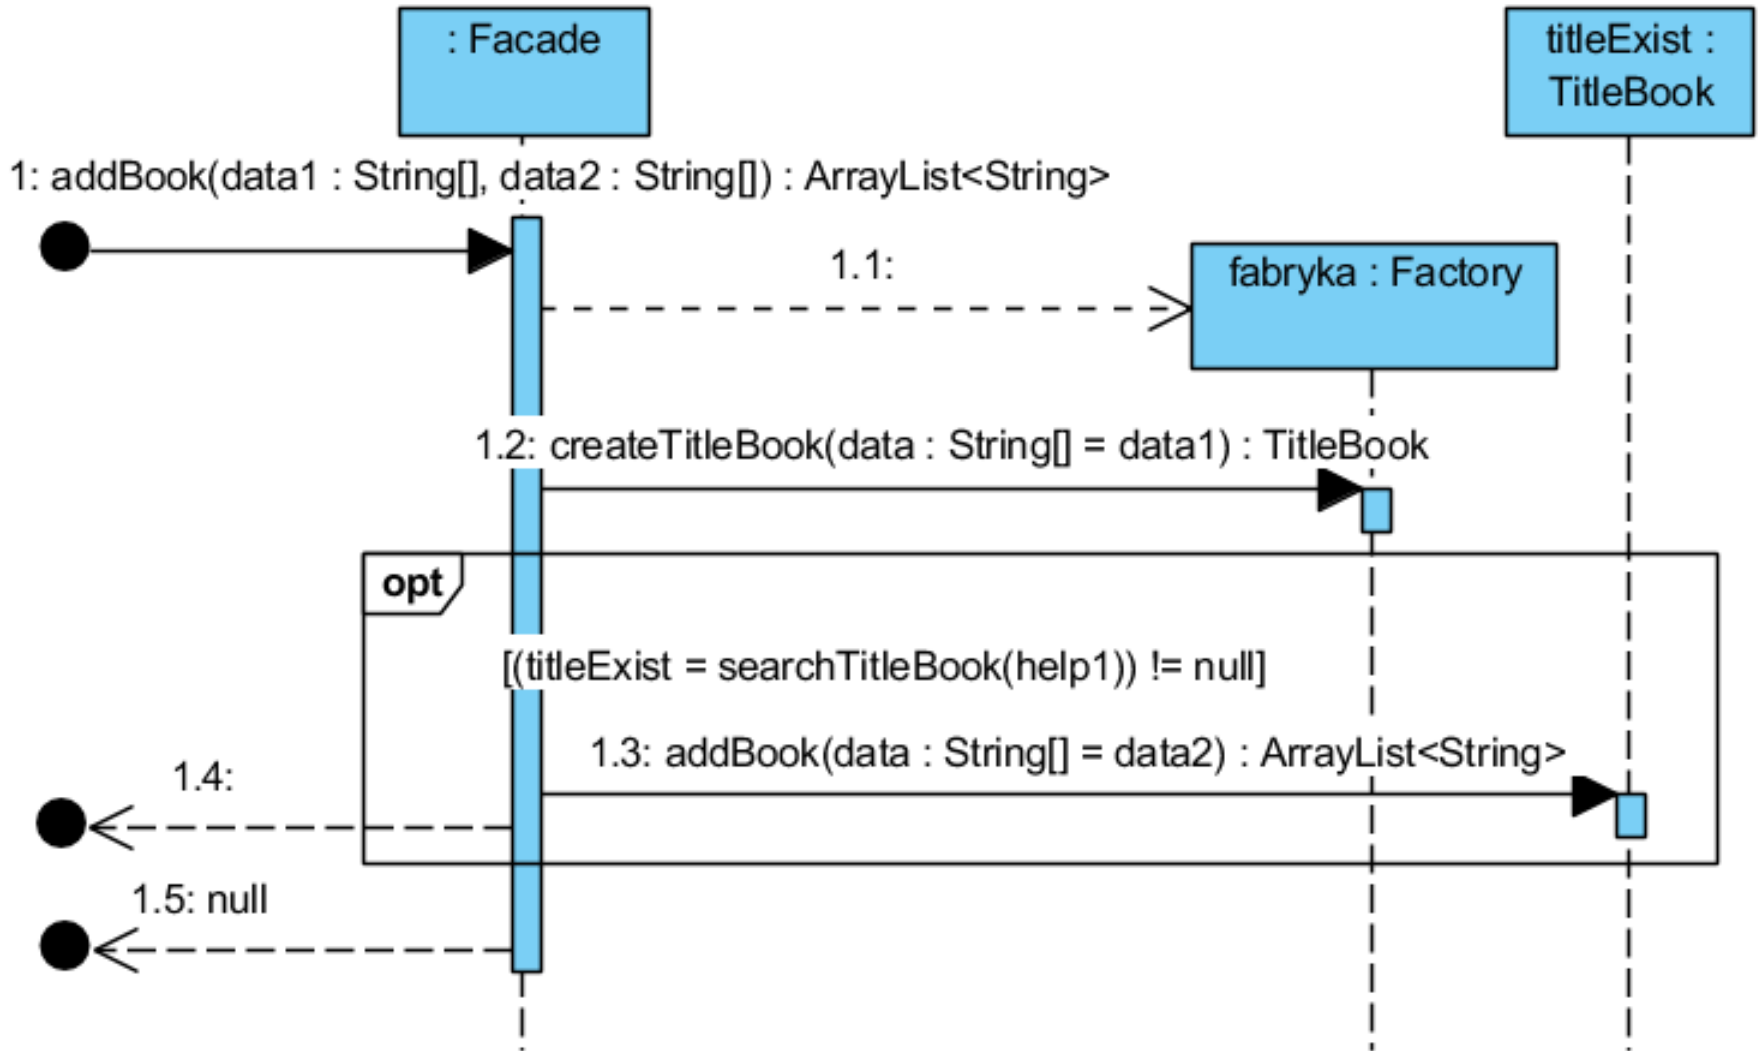 : Facade
titleExist :
TitleBook
1: addBook(data1 : String[], data2 : String[]) : ArrayList<String>
1.1:
fabryka : Factory
1.2: createTitleBook(data : String[] = data1) : TitleBook
opt
[(titleExist = searchTitleBook(help1)) != null]
1.3: addBook(data : String[] = data2) : ArrayList<String>
1.4:
1.5: null